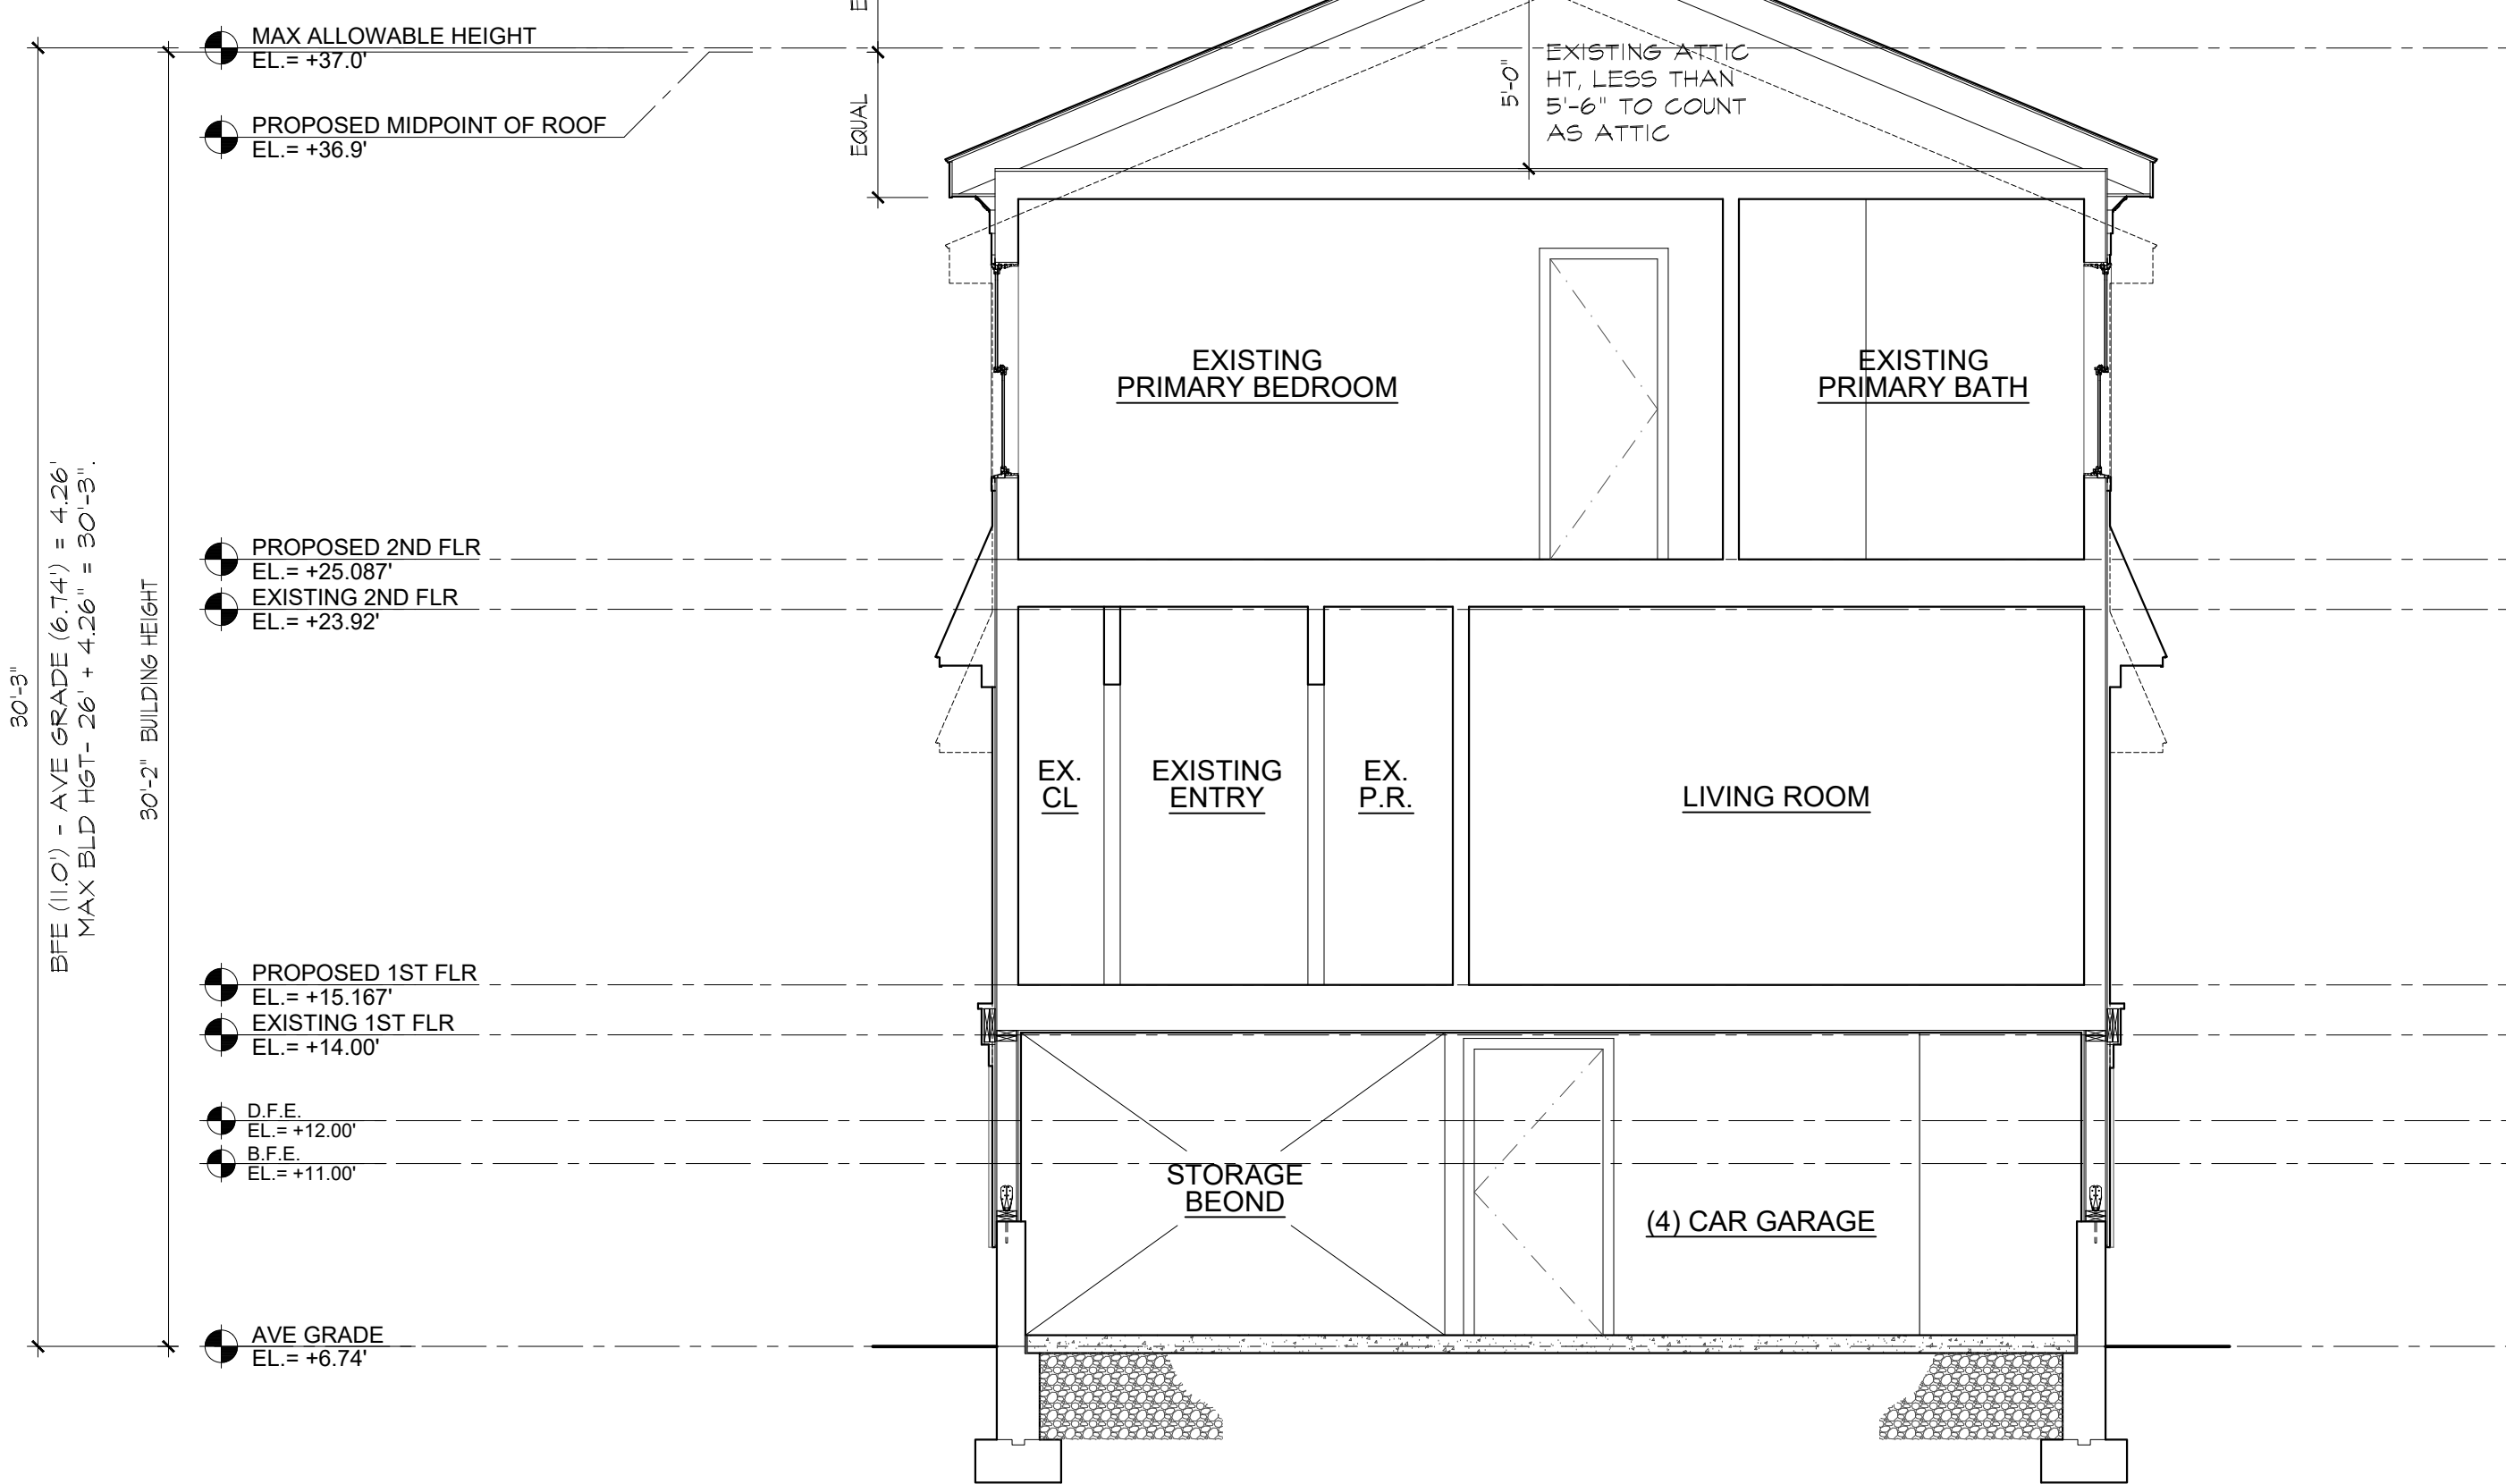 MAX ALLOWABLE HEIGHT
EL.= +37.0'
PROPOSED MIDPOINT OF ROOF
EL.= +36.9'
EQUAL
5'-0"
EXISTING ATTIC
HT, LESS THAN
5'-6" TO COUNT
AS ATTIC
EXISTING
PRIMARY BEDROOM
EXISTING
PRIMARY BATH
30'-3"
BFE (11.0') - AVE GRADE (6.74') = 4.26'
MAX BLD HGT- 26' + 4.26" = 30'-3".
30'-2" BUILDING HEIGHT
PROPOSED 2ND FLR
EL.= +25.087'
EXISTING 2ND FLR
EL.= +23.92'
EX.
CL
EXISTING
ENTRY
EX.
P.R.
LIVING ROOM
PROPOSED 1ST FLR
EL.= +15.167'
EXISTING 1ST FLR
EL.= +14.00'
D.F.E.
EL.= +12.00'
B.F.E.
EL.= +11.00'
STORAGE
BEOND
(4) CAR GARAGE
AVE GRADE
EL.= +6.74'